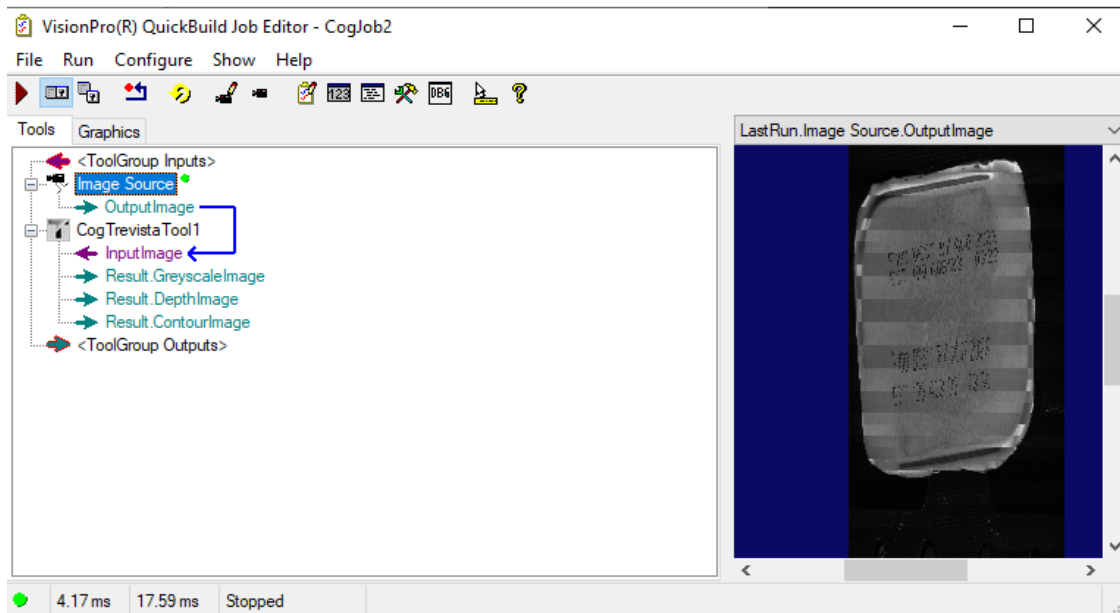 VisionPro(R) QuickBuild Job Editor - CogJob2
File Run Configure Show Help
123
DBG
?
Tools Graphics
<ToolGroup Inputs>
Image Source
OutputImage
CogTrevistaTool1
InputImage
Result.GreyscaleImage
Result.DepthImage
Result.ContourImage
<ToolGroup Outputs>
LastRun.Image Source.OutputImage
4.17 ms 17.59 ms Stopped